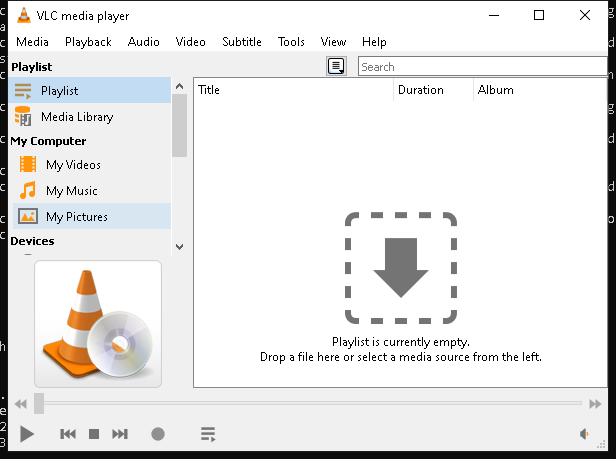 VLC media player
Media Playback Audio Video Subtitle Tools View Help
Playlist
Search
Playlist
Title Duration Album
Media Library
My Computer
My Videos
My Music
My Pictures
Devices
Playlist is currently empty.
Drop a file here or select a media source from the left.